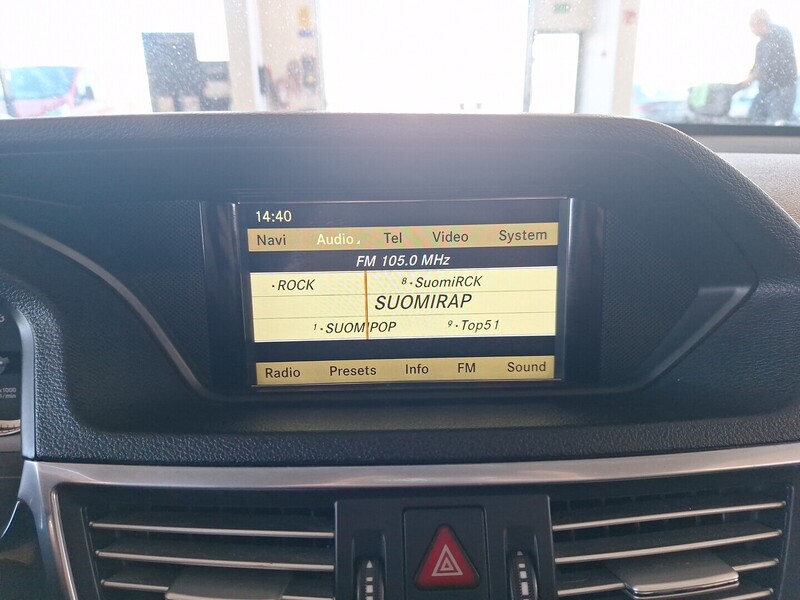 14:40
Navi Audio Tel Video System
FM 105.0 MHz
·ROCK 8·SuomiRCK
SUOMIRAP
1·SUOMIPOP 9·Top51
Radio Presets Info FM Sound